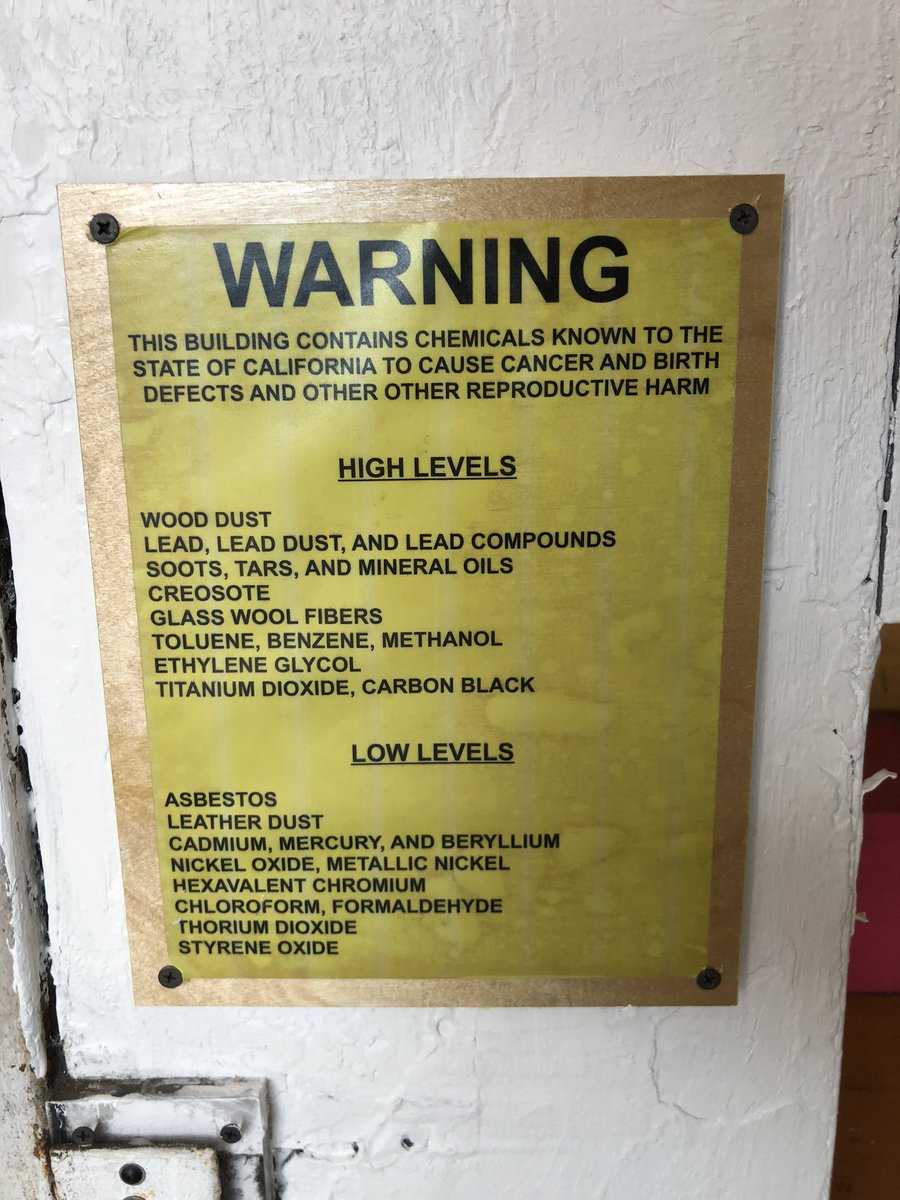 WARNING
THIS BUILDING CONTAINS CHEMICALS KNOWN TO THE
STATE OF CALIFORNIA TO CAUSE CANCER AND BIRTH
DEFECTS AND OTHER OTHER REPRODUCTIVE HARM
HIGH LEVELS
WOOD DUST
LEAD, LEAD DUST, AND LEAD COMPOUNDS
SOOTS, TARS, AND MINERAL OILS
CREOSOTE
GLASS WOOL FIBERS
TOLUENE, BENZENE, METHANOL
ETHYLENE GLYCOL
TITANIUM DIOXIDE, CARBON BLACK
LOW LEVELS
ASBESTOS
LEATHER DUST
CADMIUM, MERCURY, AND BERYLLIUM
NICKEL OXIDE, METALLIC NICKEL
HEXAVALENT CHROMIUM
CHLOROFORM, FORMALDEHYDE
THORIUM DIOXIDE
STYRENE OXIDE